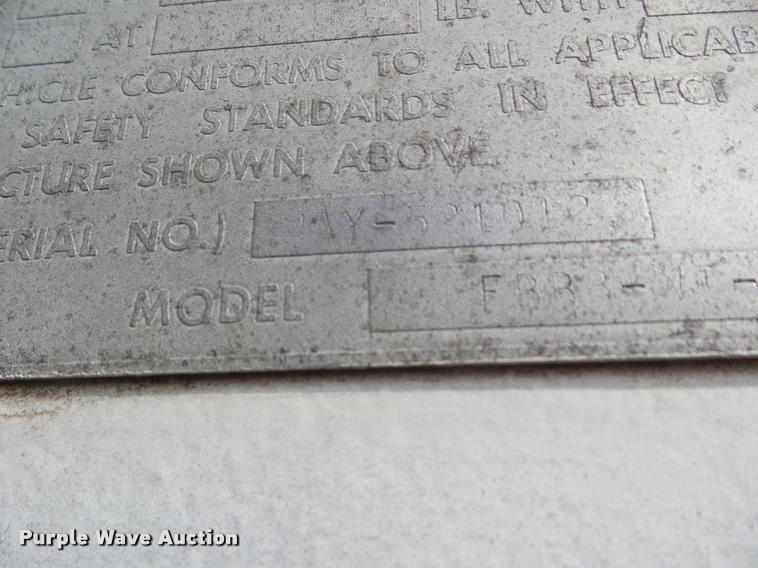 LB. WITH
AT
HICLE CONFORMS TO ALL APPLICAB
SAFETY STANDARDS IN EFFECT
CTURE SHOWN ABOVE.
ERIAL NO.)
MODEL
Purple Wave Auction